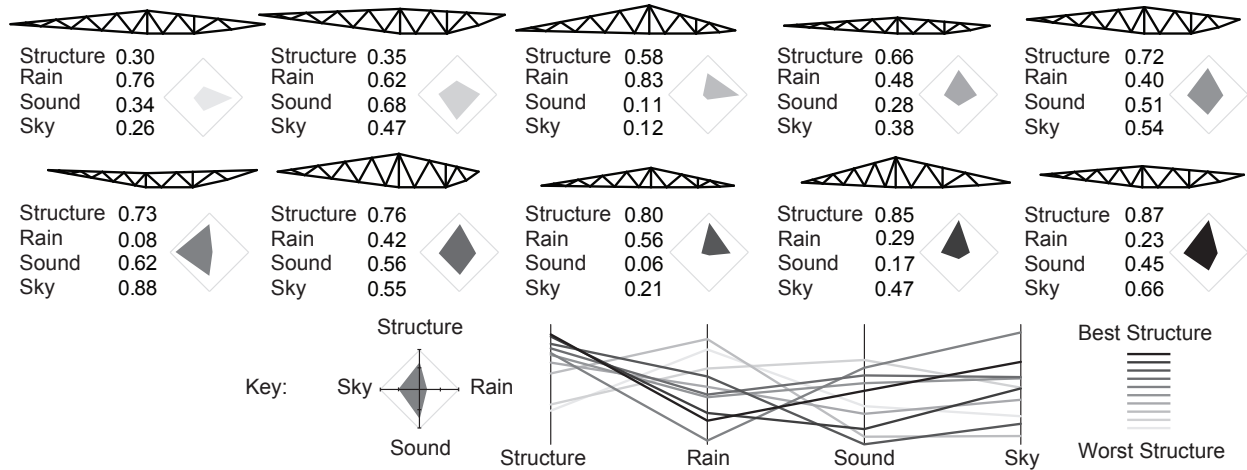 Structure 0.30
Rain 0.76
Sound 0.34
Sky 0.26
Structure 0.35
Rain 0.62
Sound 0.68
Sky 0.47
Structure 0.58
Rain 0.83
Sound 0.11
Sky 0.12
Structure 0.66
Rain 0.48
Sound 0.28
Sky 0.38
Structure 0.72
Rain 0.40
Sound 0.51
Sky 0.54
Structure 0.73
Rain 0.08
Sound 0.62
Sky 0.88
Structure 0.76
Rain 0.42
Sound 0.56
Sky 0.55
Structure 0.80
Rain 0.56
Sound 0.06
Sky 0.21
Structure 0.85
Rain 0.29
Sound 0.17
Sky 0.47
Structure 0.87
Rain 0.23
Sound 0.45
Sky 0.66
Key:
Structure
Sky
Rain
Sound
Structure
Rain
Sound
Sky
Best Structure
Worst Structure